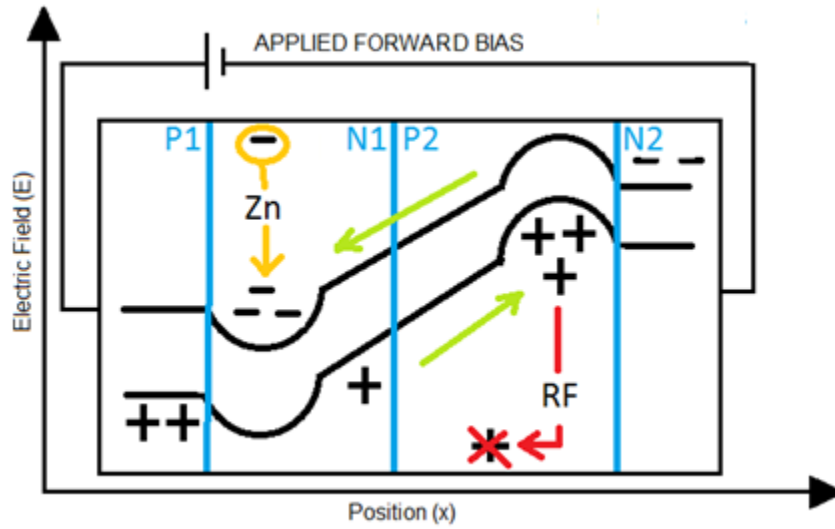 APPLIED FORWARD BIAS
P1 N1 P2 N2
Zn
RF
Electric Field (E)
Position (x)